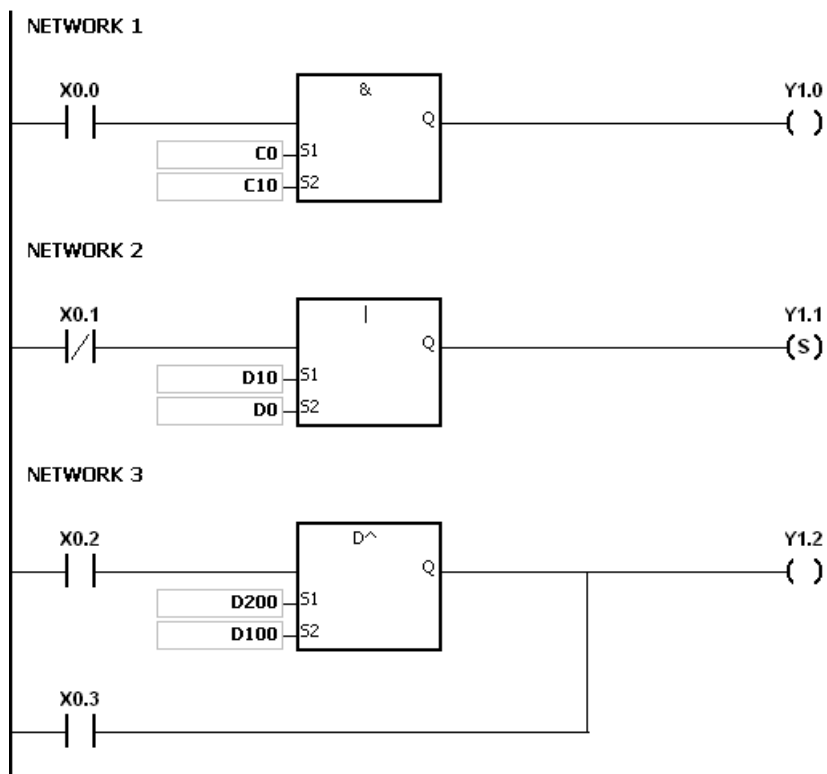 NETWORK 1
X0.0
&
Y1.0
Q
C0 S1
C10 S2
NETWORK 2
X0.1
|
Y1.1
Q
S
D10 S1
D0 S2
NETWORK 3
X0.2
D^
Y1.2
Q
D200 S1
D100 S2
X0.3